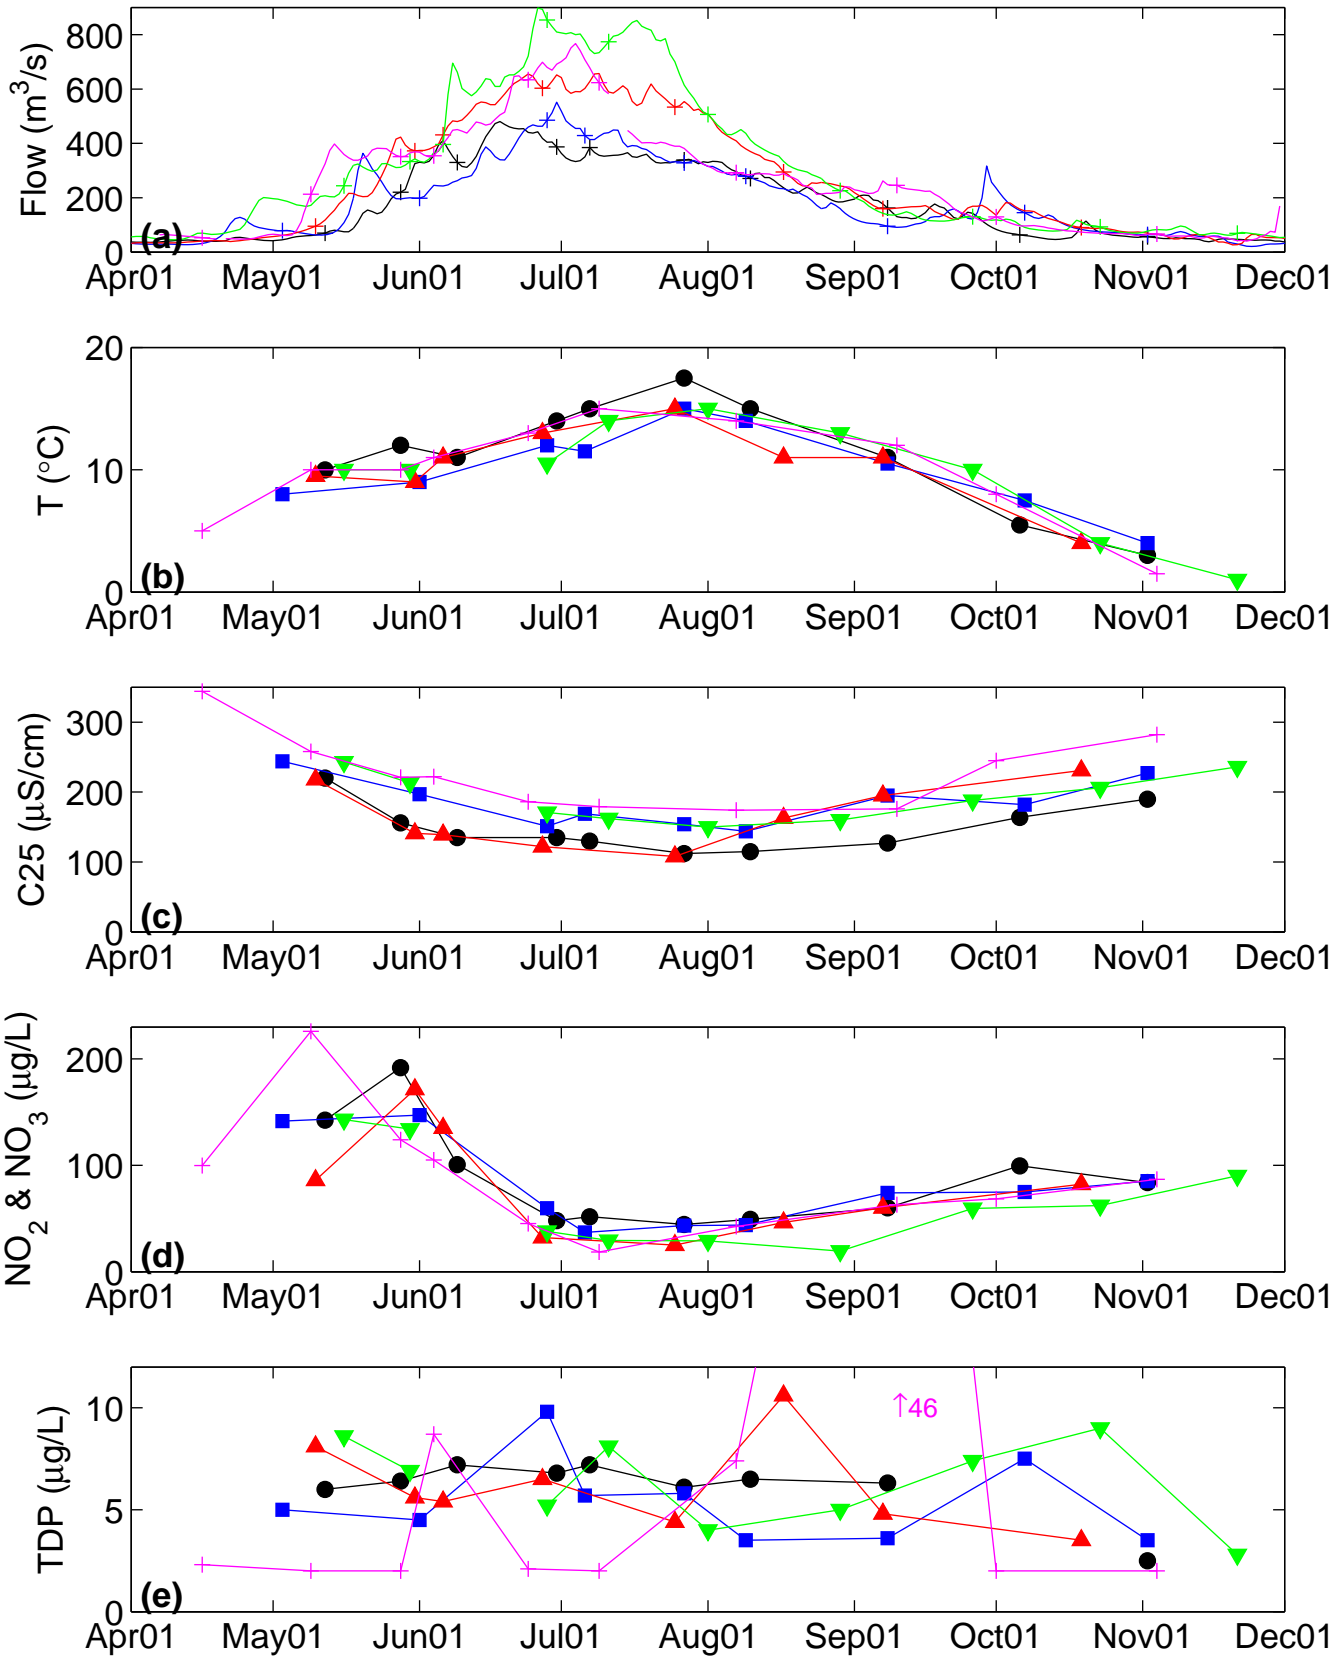 Flow (m³/s)
800
600
400
200
0
(a)
Apr01 May01 Jun01 Jul01 Aug01 Sep01 Oct01 Nov01 Dec01
T (°C)
20
10
0
(b)
Apr01 May01 Jun01 Jul01 Aug01 Sep01 Oct01 Nov01 Dec01
C25 (µS/cm)
300
200
100
0
(c)
Apr01 May01 Jun01 Jul01 Aug01 Sep01 Oct01 Nov01 Dec01
NO₂ & NO₃ (µg/L)
200
100
0
(d)
Apr01 May01 Jun01 Jul01 Aug01 Sep01 Oct01 Nov01 Dec01
TDP (µg/L)
10
5
0
↑46
(e)
Apr01 May01 Jun01 Jul01 Aug01 Sep01 Oct01 Nov01 Dec01